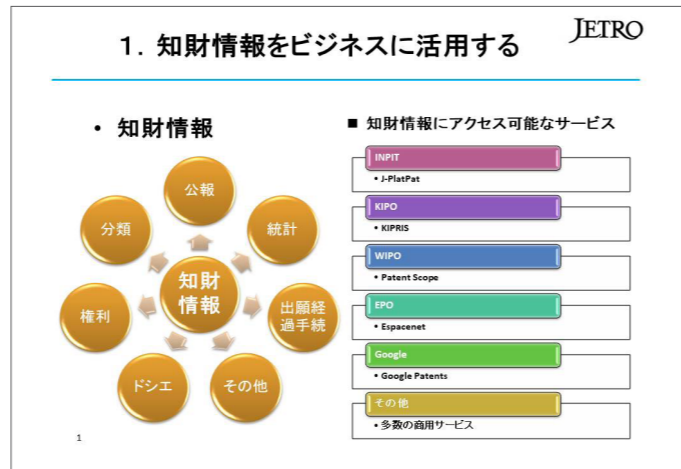 1．知財情報をビジネスに活用する
JETRO
• 知財情報
公報
統計
出願経
過手続
その他
ドシエ
権利
分類
知財
情報
■ 知財情報にアクセス可能なサービス
INPIT
• J-PlatPat
KIPO
• KIPRIS
WIPO
• Patent Scope
EPO
• Espacenet
Google
• Google Patents
その他
• 多数の商用サービス
1